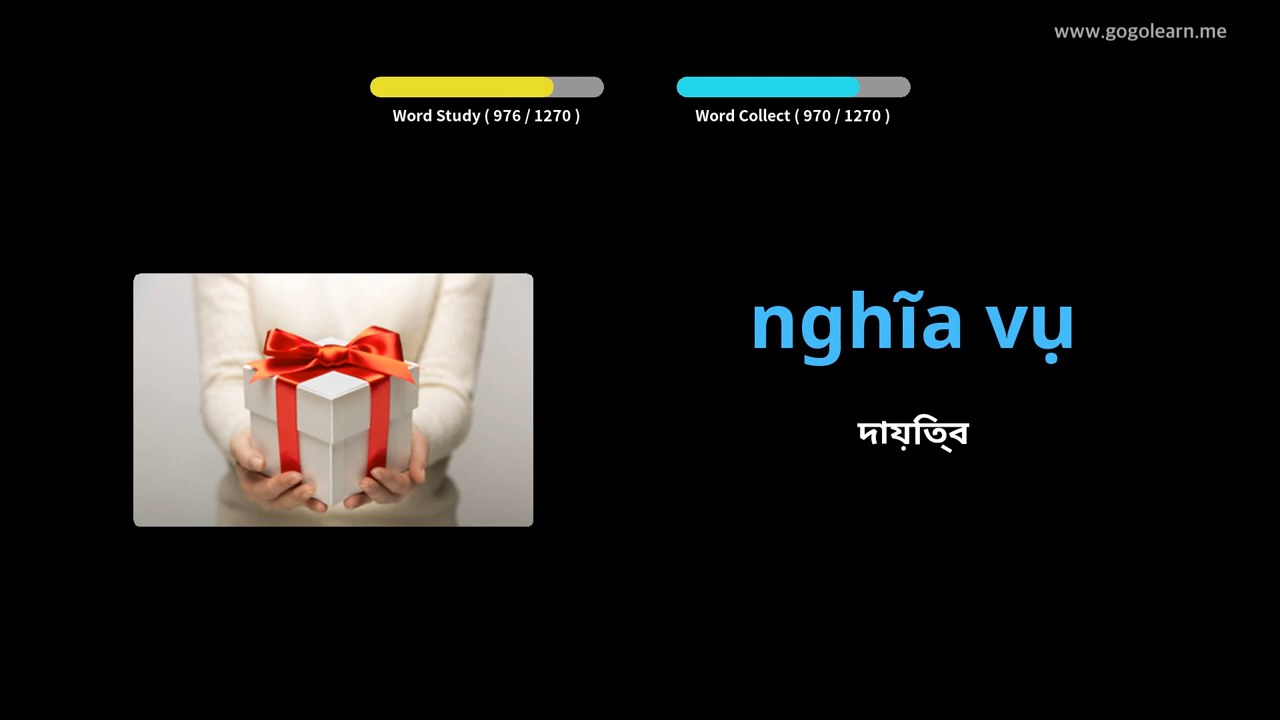 www.gogolearn.me
Word Study ( 976 / 1270 )
Word Collect ( 970 / 1270 )
nghĩa vụ
দায়িত্ব